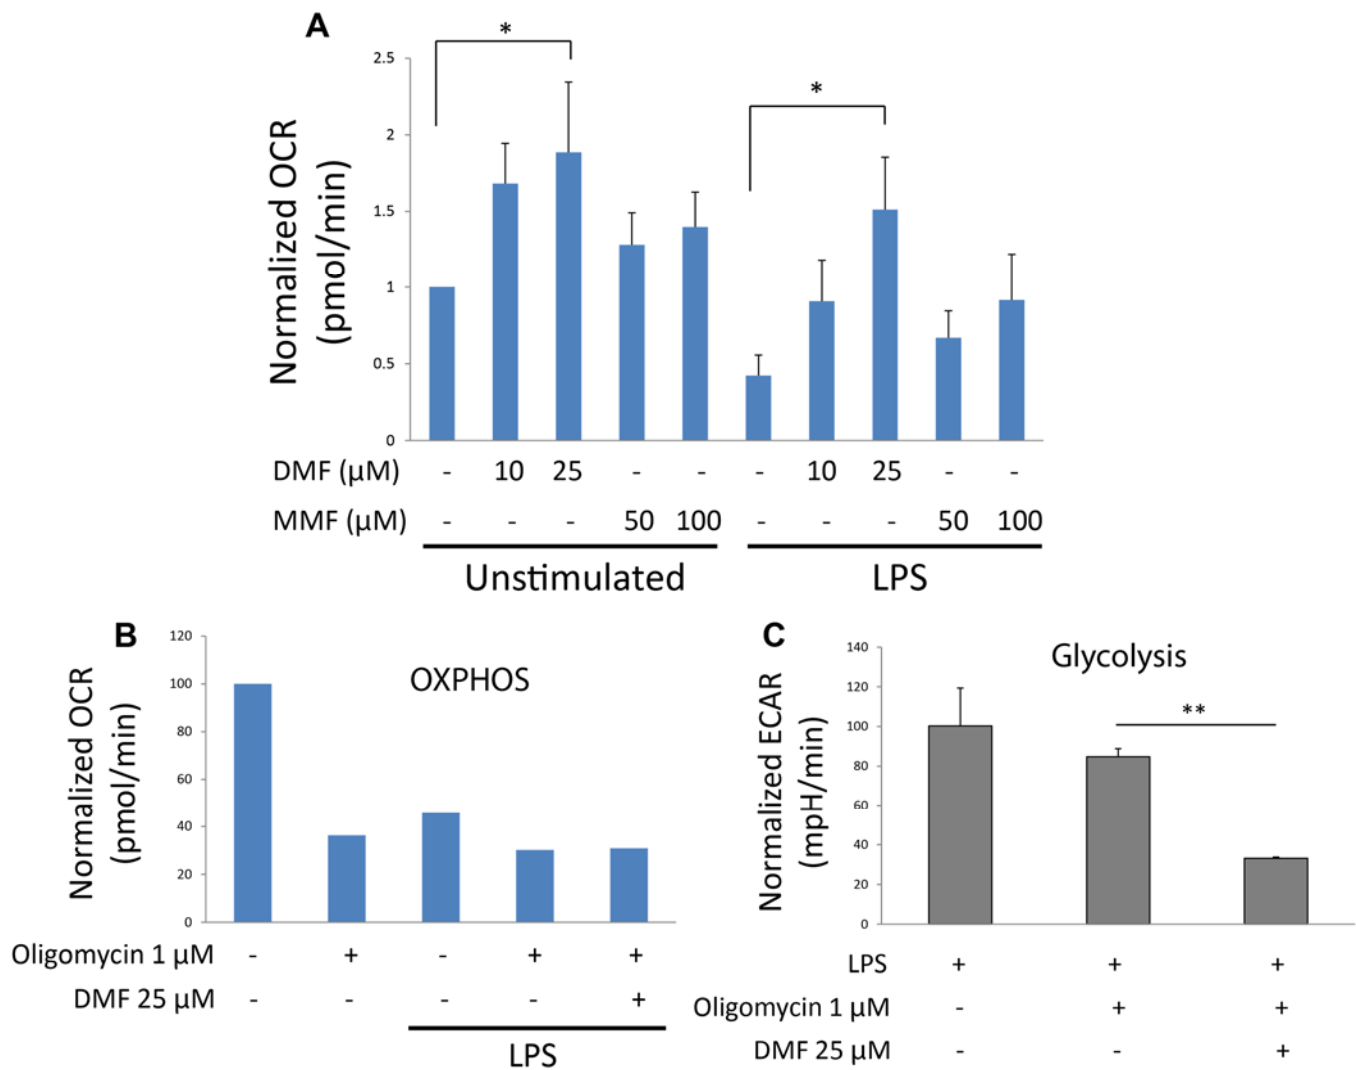 A
*
*
2.5
2
1.5
1
0.5
0
Normalized OCR
(pmol/min)
DMF (µM) - 10 25 - - - 10 25 - -
MMF (µM) - - - 50 100 - - - 50 100
Unstimulated LPS
B
OXPHOS
120
100
80
60
40
20
0
Normalized OCR
(pmol/min)
Oligomycin 1 µM - + - + +
DMF 25 µM - - - - +
LPS
C
Glycolysis
**
140
120
100
80
60
40
20
0
Normalized ECAR
(mpH/min)
LPS + + +
Oligomycin 1 µM - + +
DMF 25 µM - - +